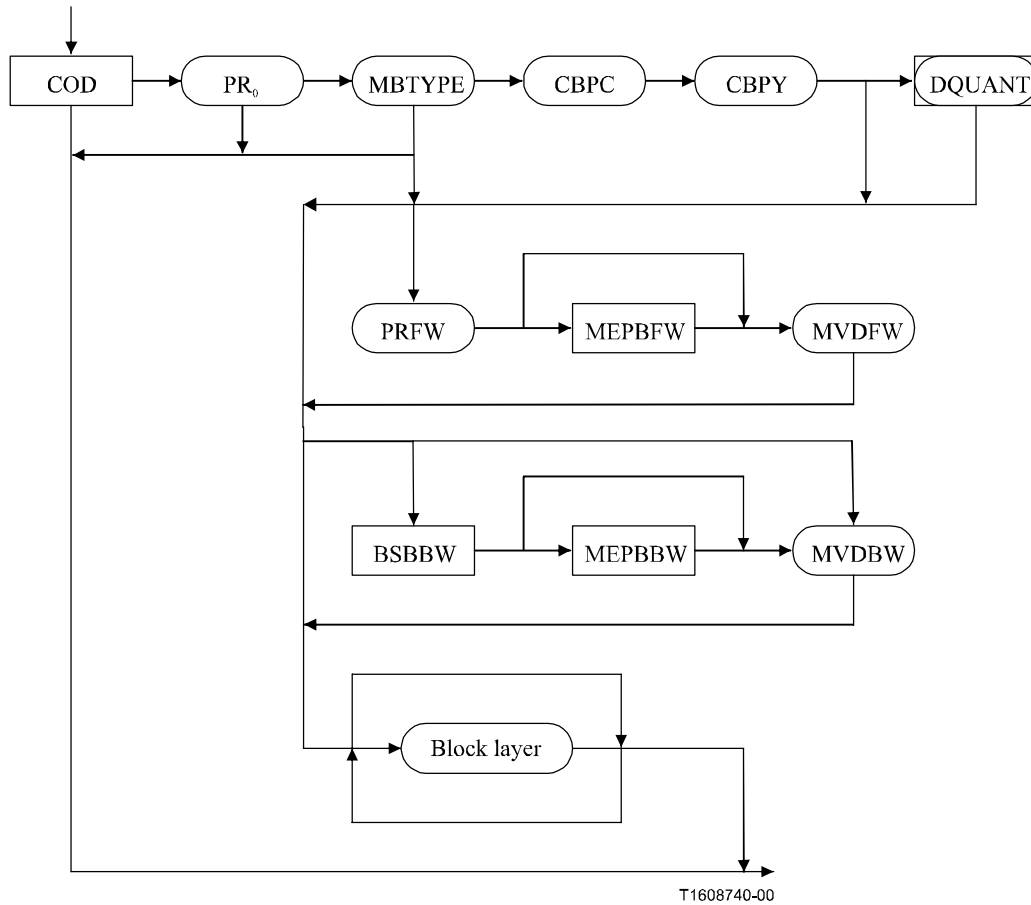 COD PR₀ MBTYPE CBPC CBPY DQUANT
PRFW MEPBFW MVDFW
BSBBW MEPBBW MVDBW
Block layer
T1608740-00